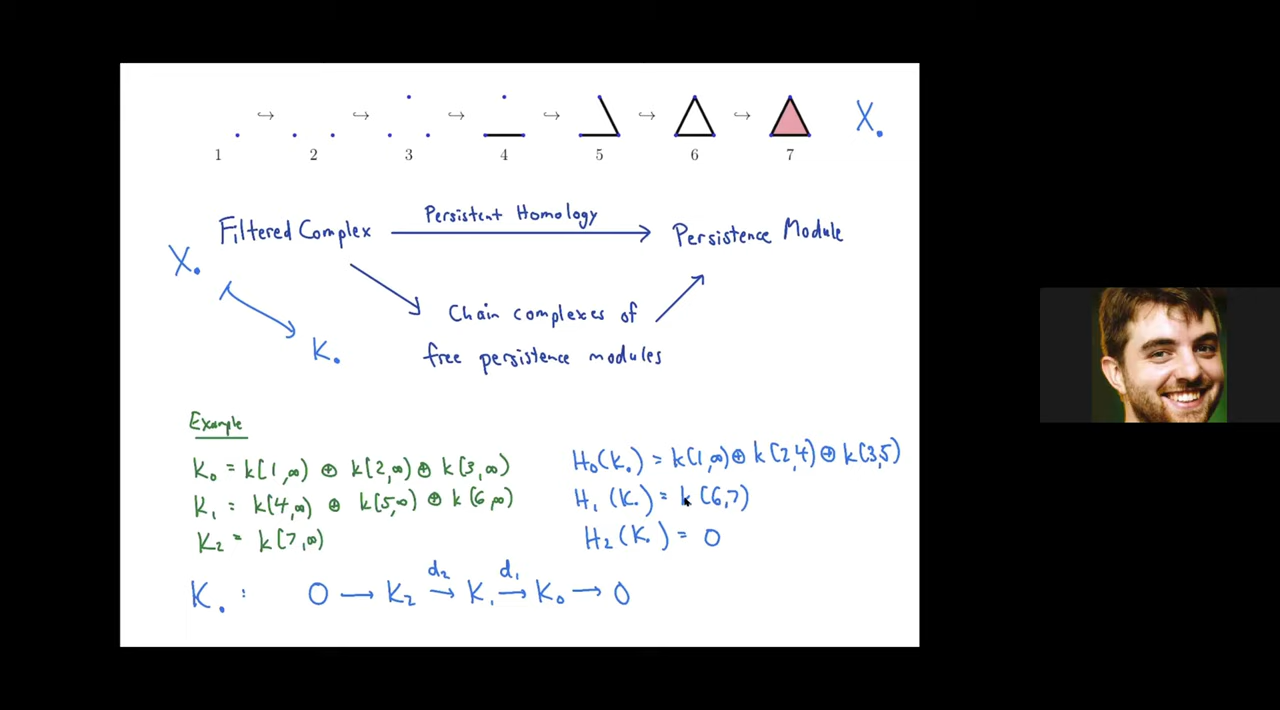 ↪ ↪ ↪ ↪ ↪ ↪ X.
1 2 3 4 5 6 7
Filtered Complex Persistent Homology Persistence Module
X.
Chain complexes of
K. free persistence modules
Example
K₀ = k[1,∞) ⊕ k[2,∞) ⊕ k[3,∞) H₀(K.) = k[1,∞) ⊕ k[2,4) ⊕ k[3,5)
K₁ = k[4,∞) ⊕ k[5,∞) ⊕ k[6,∞) H₁(K.) = k[6,7)
K₂ = k[7,∞) H₂(K.) = 0
K. : 0 → K₂ →d₂ K₁ →d₁ K₀ → 0